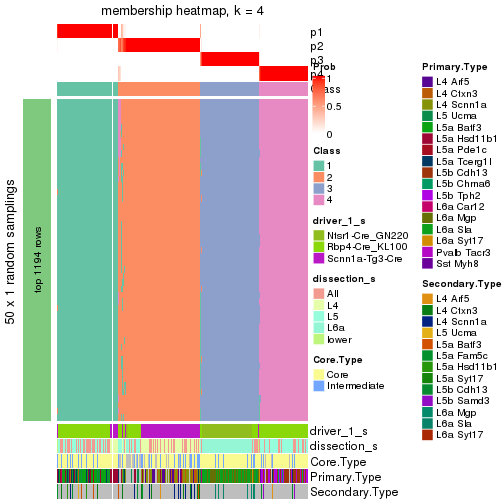 membership heatmap, k = 4
p1
p2
p3
p4
Class
50 x 1 random samplings
top 1194 rows
driver_1_s
dissection_s
Core.Type
Primary.Type
Secondary.Type
Prob
1
0.5
0
Class
1
2
3
4
driver_1_s
Ntsr1-Cre_GN220
Rbp4-Cre_KL100
Scnn1a-Tg3-Cre
dissection_s
All
L4
L5
L6a
lower
Core.Type
Core
Intermediate
Primary.Type
L4 Arf5
L4 Ctxn3
L4 Scnn1a
L5 Ucma
L5a Batf3
L5a Hsd11b1
L5a Pde1c
L5a Tcerg1l
L5b Cdh13
L5b Chrna6
L5b Tph2
L6a Car12
L6a Mgp
L6a Sla
L6a Syt17
Pvalb Tacr3
Sst Myh8
Secondary.Type
L4 Arf5
L4 Ctxn3
L4 Scnn1a
L5 Ucma
L5a Batf3
L5a Fam5c
L5a Hsd11b1
L5a Syt17
L5b Cdh13
L5b Samd3
L6a Mgp
L6a Sla
L6a Syt17